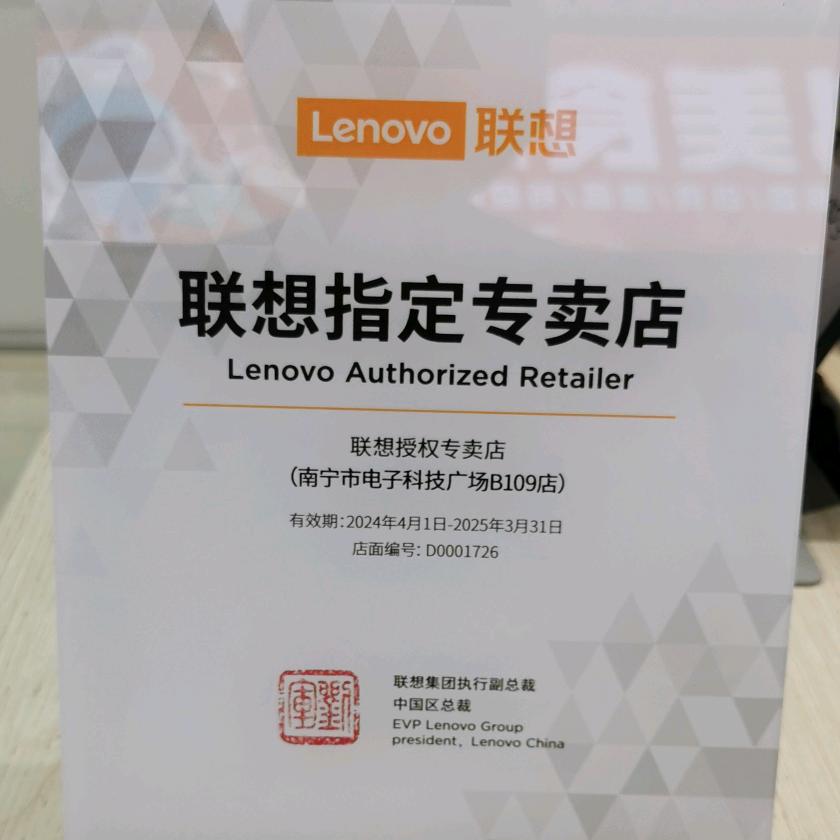 Lenovo 联想
联想指定专卖店
Lenovo Authorized Retailer
联想授权专卖店
(南宁市电子科技广场B109店)
有效期:2024年4月1日-2025年3月31日
店面编号: D0001726
联想集团执行副总裁
中国区总裁
EVP Lenovo Group
president, Lenovo China